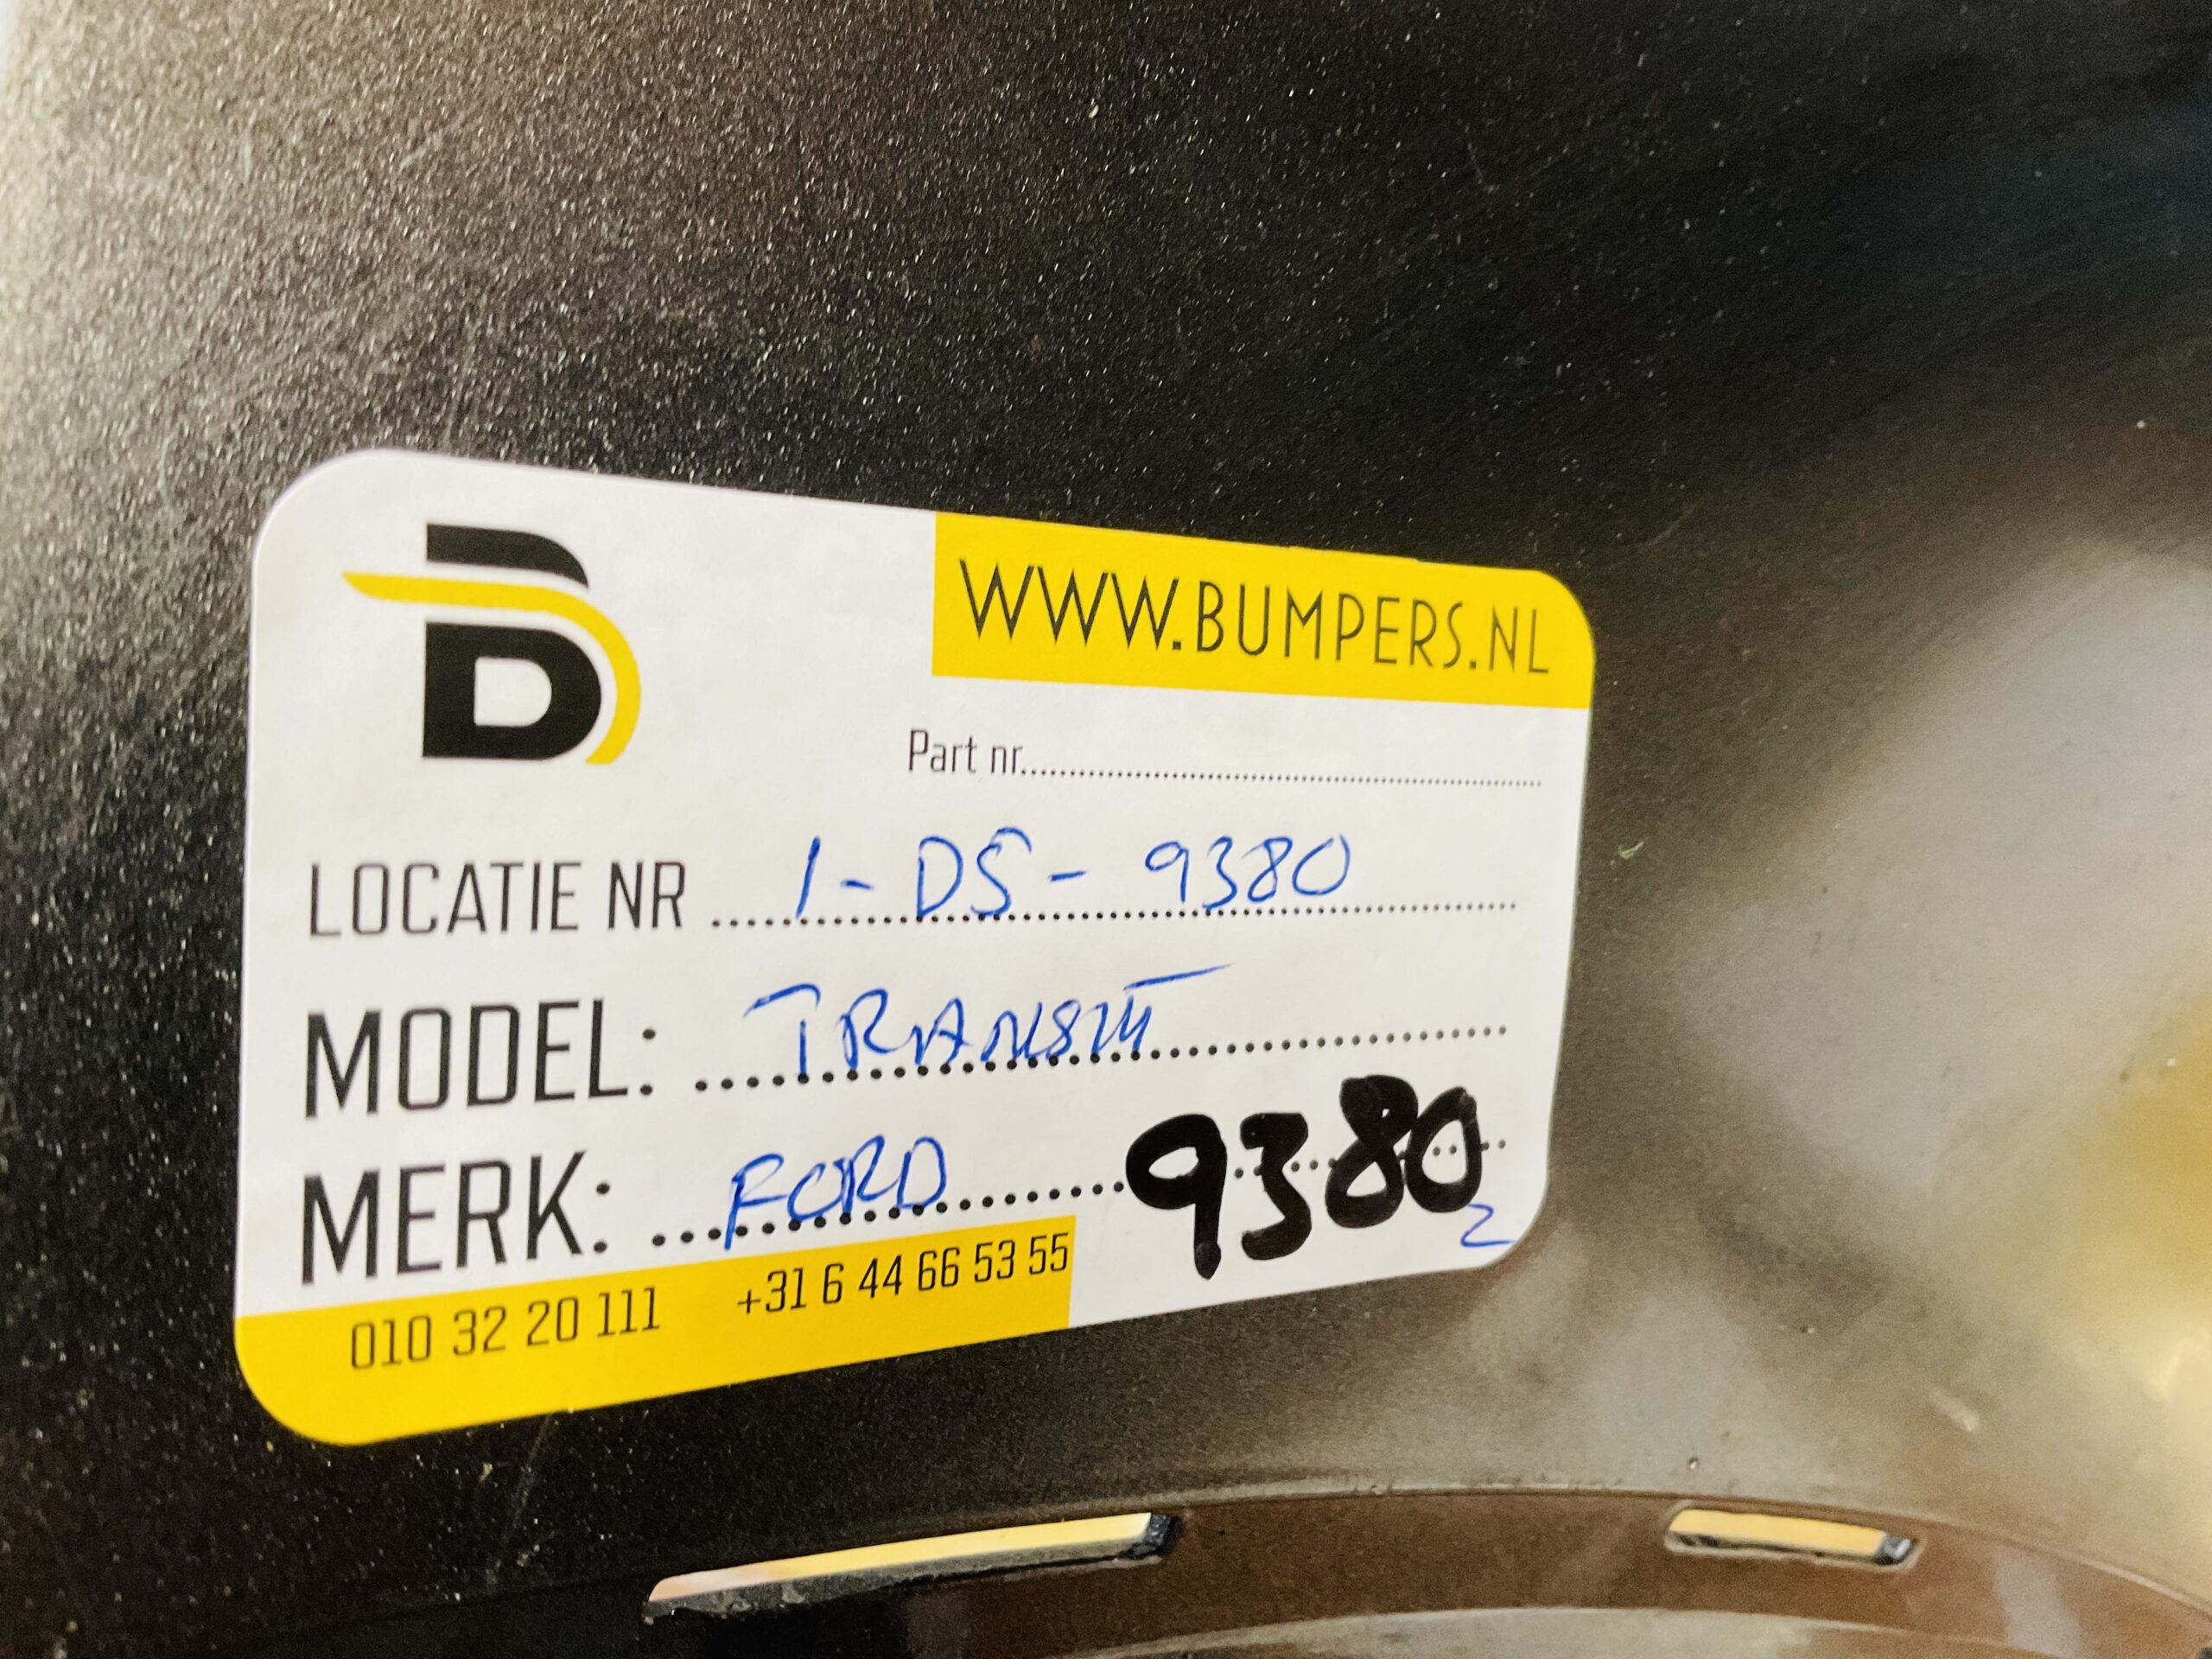 B
WWW.BUMPERS.NL
Part nr..........
LOCATIE NR ..... 1-DS-9380
MODEL: ..... TRANSIT
MERK: ..... FORD 9380
2
010 32 20 111 +31 6 44 66 53 55